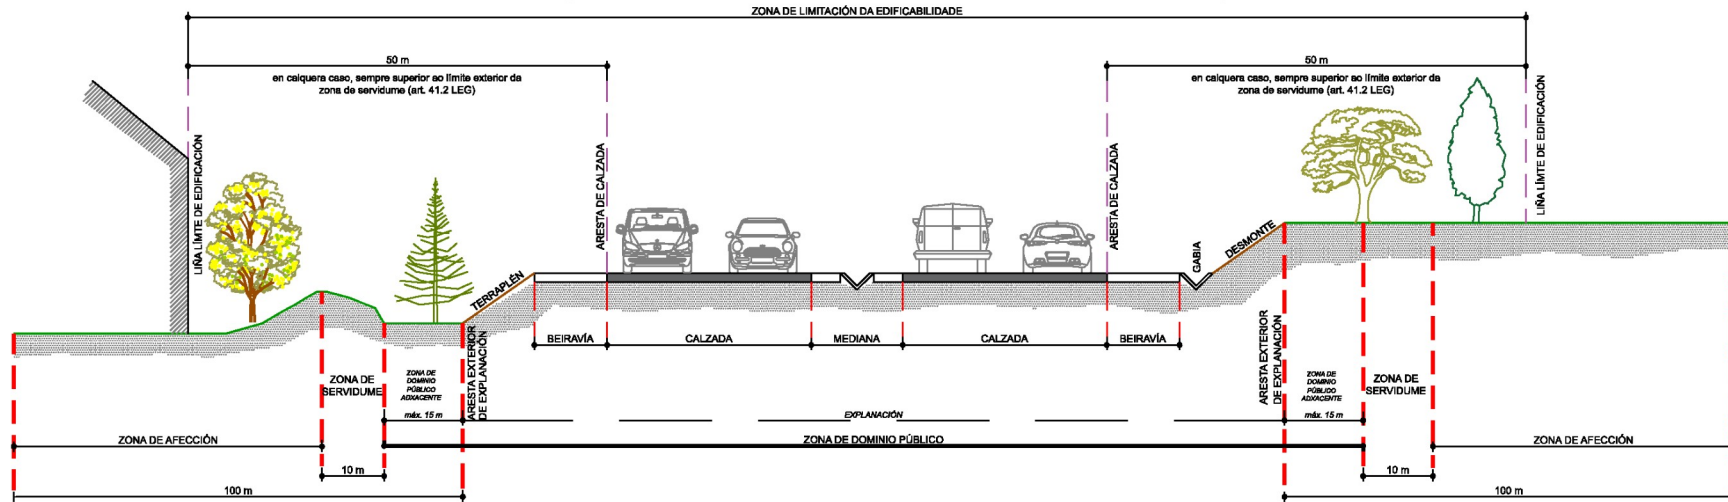 ZONA DE LIMITACIÓN DA EDIFICABILIDADE
50 m
en calquera caso, sempre superior ao límite exterior da
zona de servidume (art. 41.2 LEG)
50 m
en calquera caso, sempre superior ao límite exterior da
zona de servidume (art. 41.2 LEG)
LIÑA LÍMITE DE EDIFICACIÓN
ARESTA DE CALZADA
ARESTA DE CALZADA
LIÑA LÍMTE DE EDIFICACIÓN
TERRAPLÉN
GABIA
DESMONTE
BEIRAVÍA
CALZADA
MEDIANA
CALZADA
BEIRAVÍA
ZONA DE
SERVIDUME
ZONA DE
DOMINIO
PÚBLICO
ADXACENTE
máx. 15 m
ARESTA EXTERIOR
DE EXPLANACIÓN
EXPLANACIÓN
ARESTA EXTERIOR
DE EXPLANACIÓN
ZONA DE
DOMINIO
PÚBLICO
ADXACENTE
máx. 15 m
ZONA DE
SERVIDUME
ZONA DE AFECCIÓN
ZONA DE DOMINIO PÚBLICO
ZONA DE AFECCIÓN
10 m
10 m
100 m
100 m